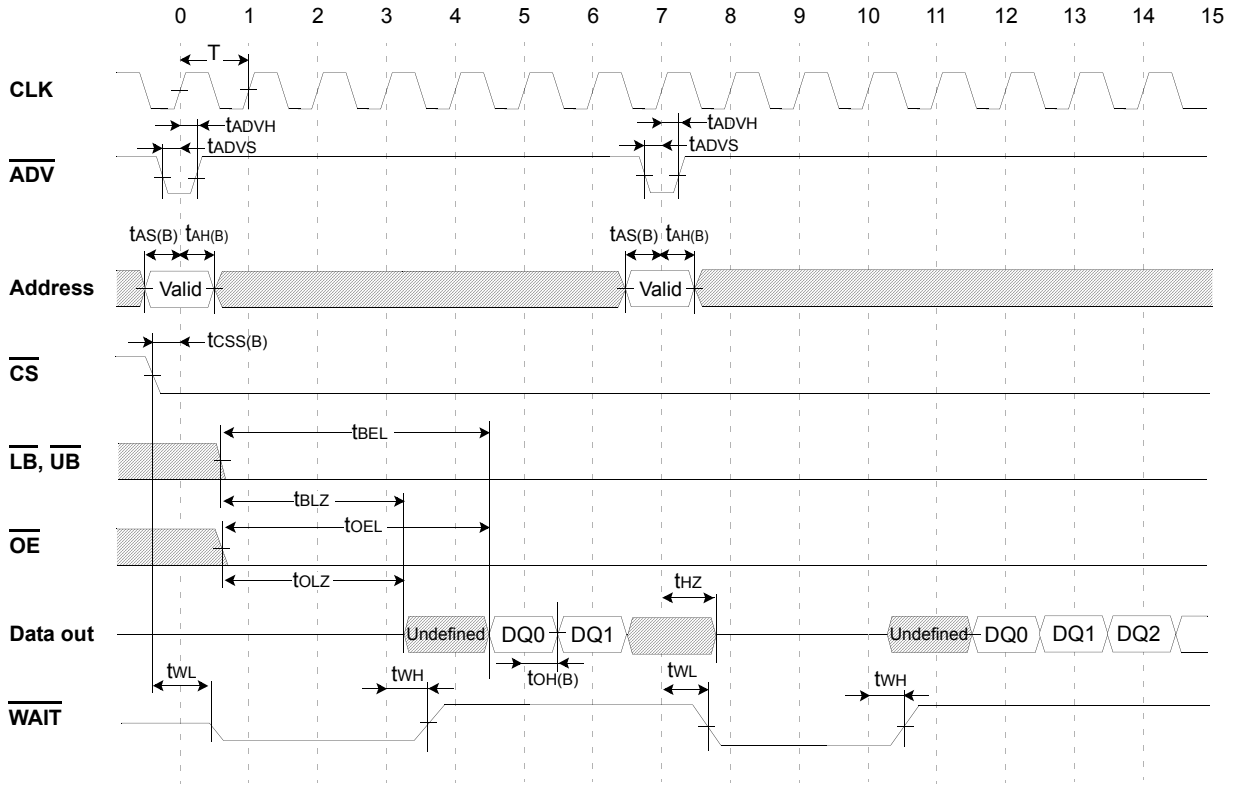 0 1 2 3 4 5 6 7 8 9 10 11 12 13 14 15
T
CLK
tADVH tADVH
tADVS tADVS
ADV
tAS(B) tAH(B) tAS(B) tAH(B)
Address Valid Valid
tCSS(B)
CS
tBEL
LB, UB
tBLZ
tOEL
OE
tOLZ tHZ
Data out Undefined DQ0 DQ1 Undefined DQ0 DQ1 DQ2
tWL tWH tOH(B) tWL tWH
WAIT